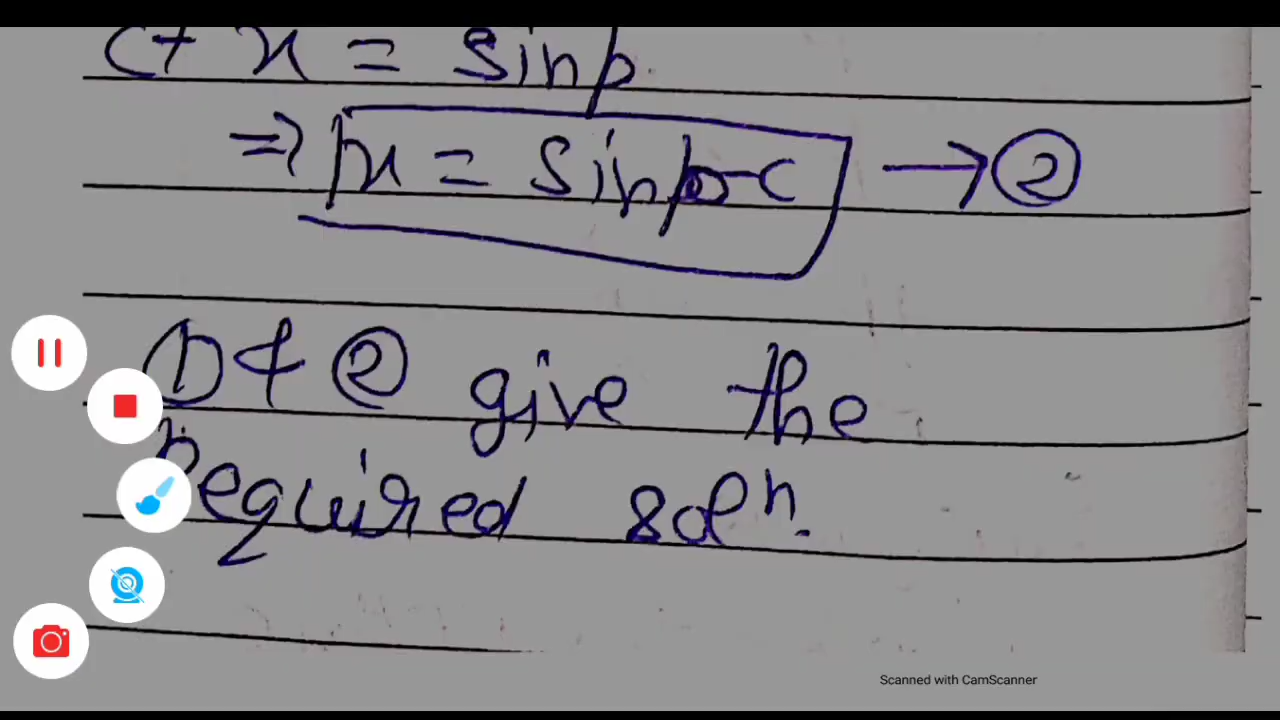 c+ x = sinp.
=> x = sinp-c → ②
① & ② give the
required solⁿ.
Scanned with CamScanner